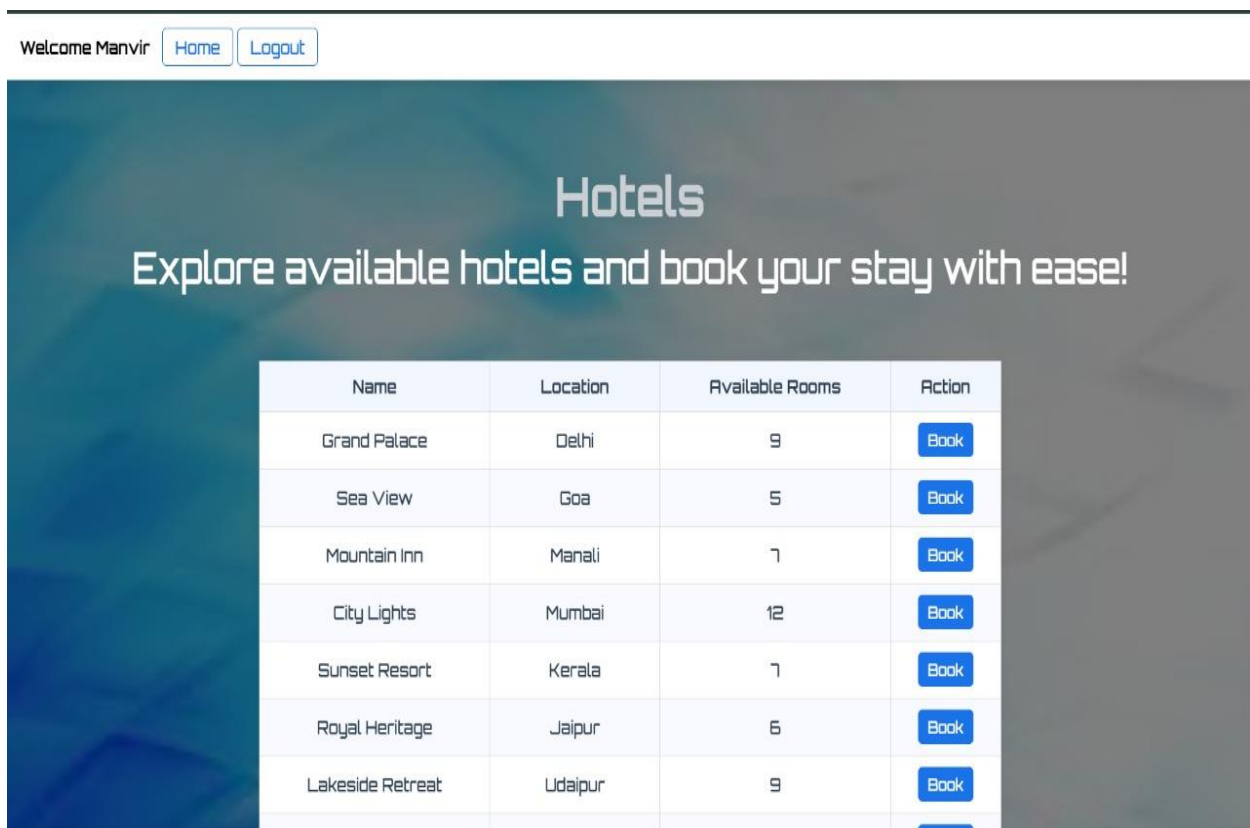 Welcome Manvir Home Logout
Hotels
Explore available hotels and book your stay with ease!
Name Location Available Rooms Action
Grand Palace Delhi 9 Book
Sea View Goa 5 Book
Mountain Inn Manali 7 Book
City Lights Mumbai 12 Book
Sunset Resort Kerala 7 Book
Royal Heritage Jaipur 6 Book
Lakeside Retreat Udaipur 9 Book